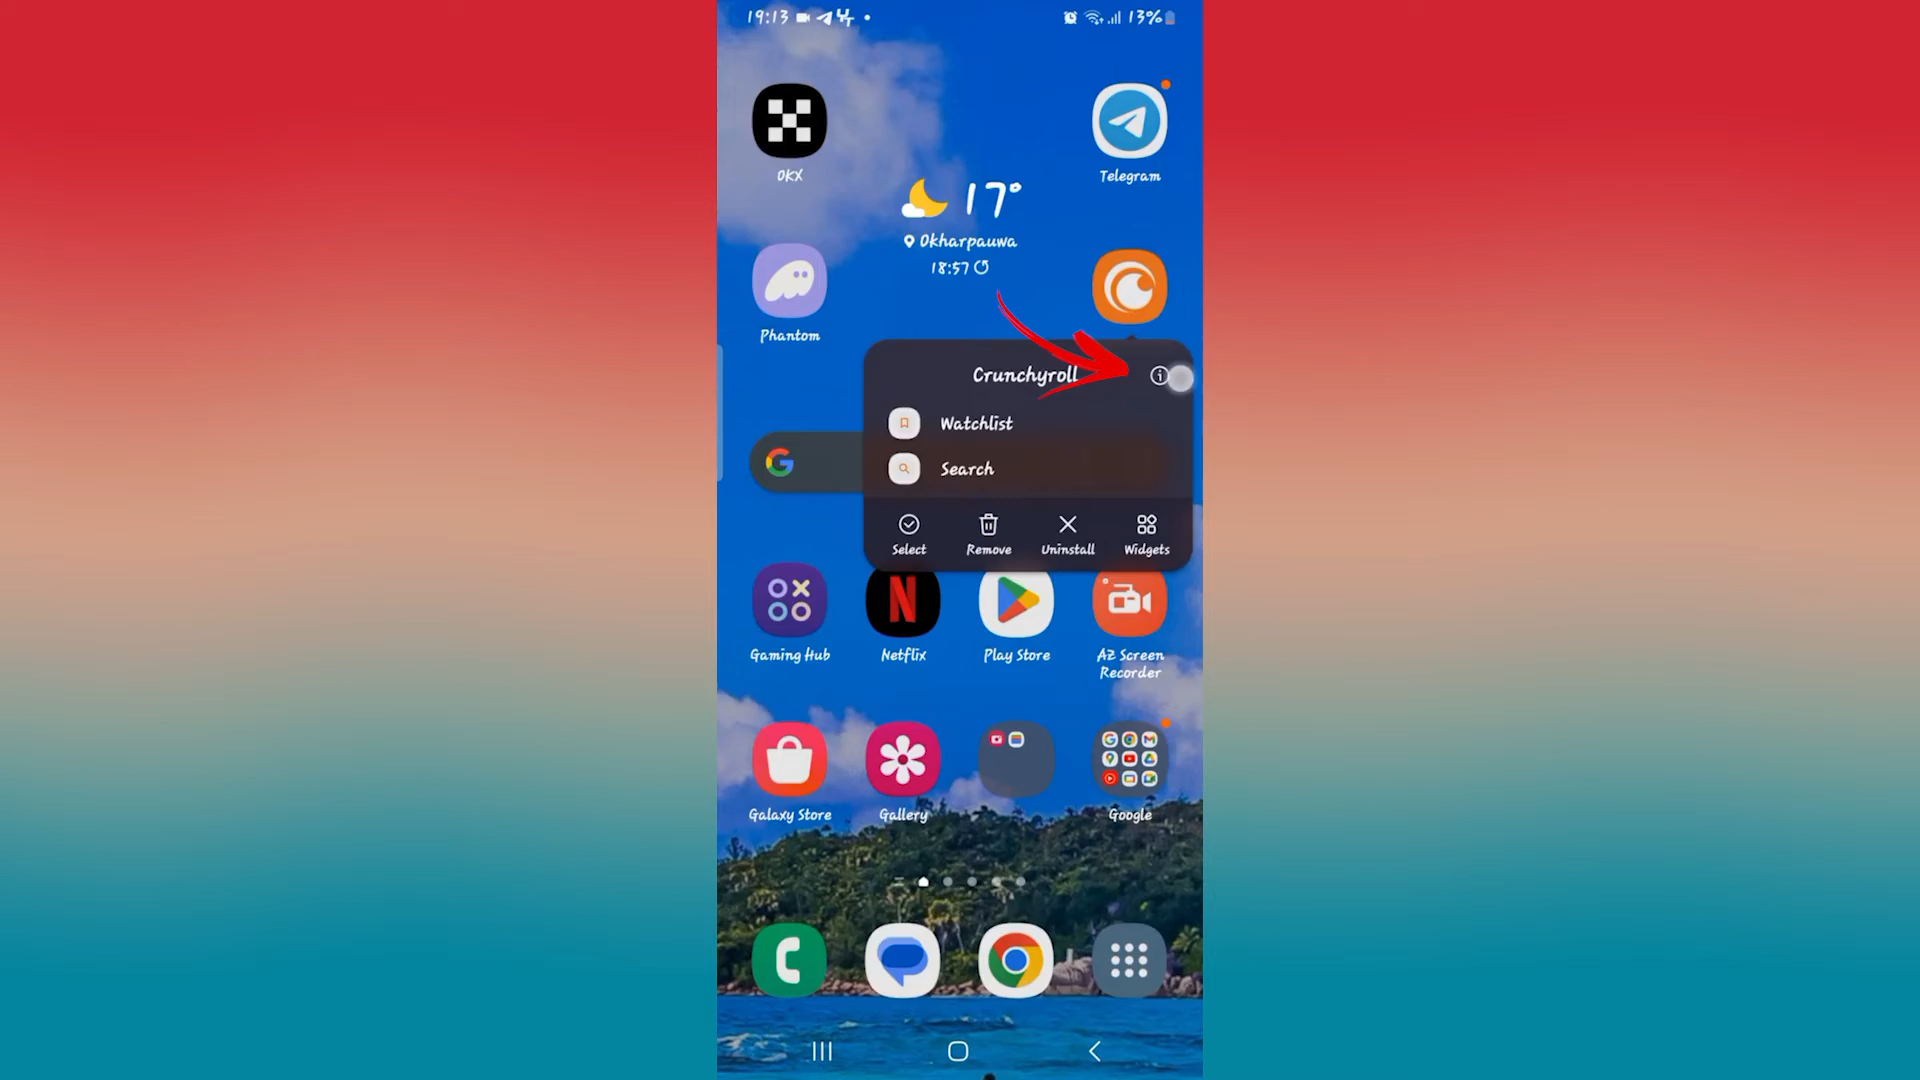 19:13
13%
OKX
Telegram
17°
Okharpauwa
18:57
Phantom
Crunchyroll
Watchlist
Search
Select
Remove
Uninstall
Widgets
Gaming Hub
Netflix
Play Store
AZ Screen
Recorder
Galaxy Store
Gallery
Google